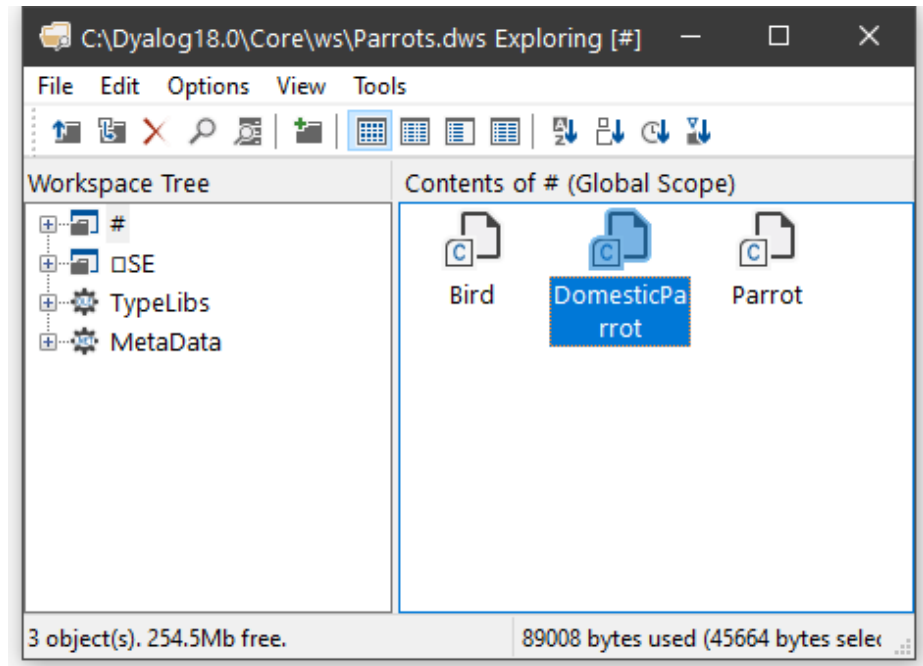 C:\Dyalog18.0\Core\ws\Parrots.dws Exploring [#]
File Edit Options View Tools
Workspace Tree
Contents of # (Global Scope)
#
⎕SE
TypeLibs
MetaData
Bird
DomesticPa
rrot
Parrot
3 object(s). 254.5Mb free.
89008 bytes used (45664 bytes selec